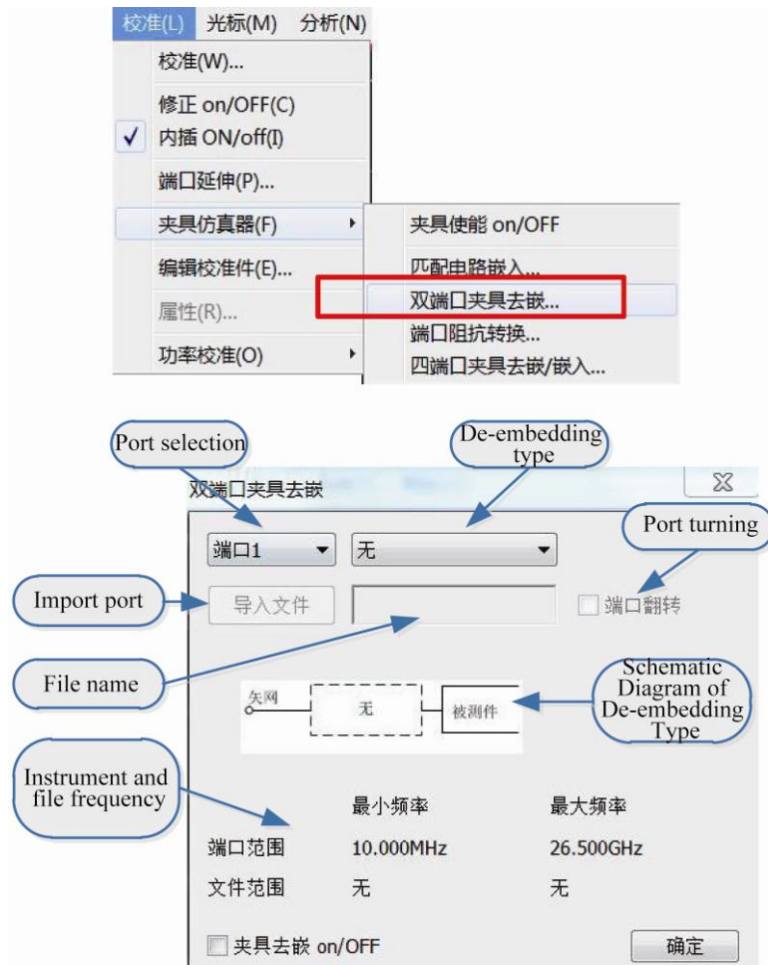 校准(L) 光标(M) 分析(N)
校准(W)...
修正 on/OFF(C)
内插 ON/off(I)
端口延伸(P)...
夹具仿真器(F)
夹具使能 on/OFF
编辑校准件(E)...
匹配电路嵌入...
双端口夹具去嵌...
属性(R)...
端口阻抗转换...
功率校准(O)
四端口夹具去嵌/嵌入...
Port selection
De-embedding
type
双端口夹具去嵌
Port turning
端口1
无
Import port
导入文件
端口翻转
File name
Schematic
Diagram of
De-embedding
Type
矢网
无
被测件
Instrument and
file frequency
最小频率 最大频率
端口范围 10.000MHz 26.500GHz
文件范围 无 无
夹具去嵌 on/OFF
确定